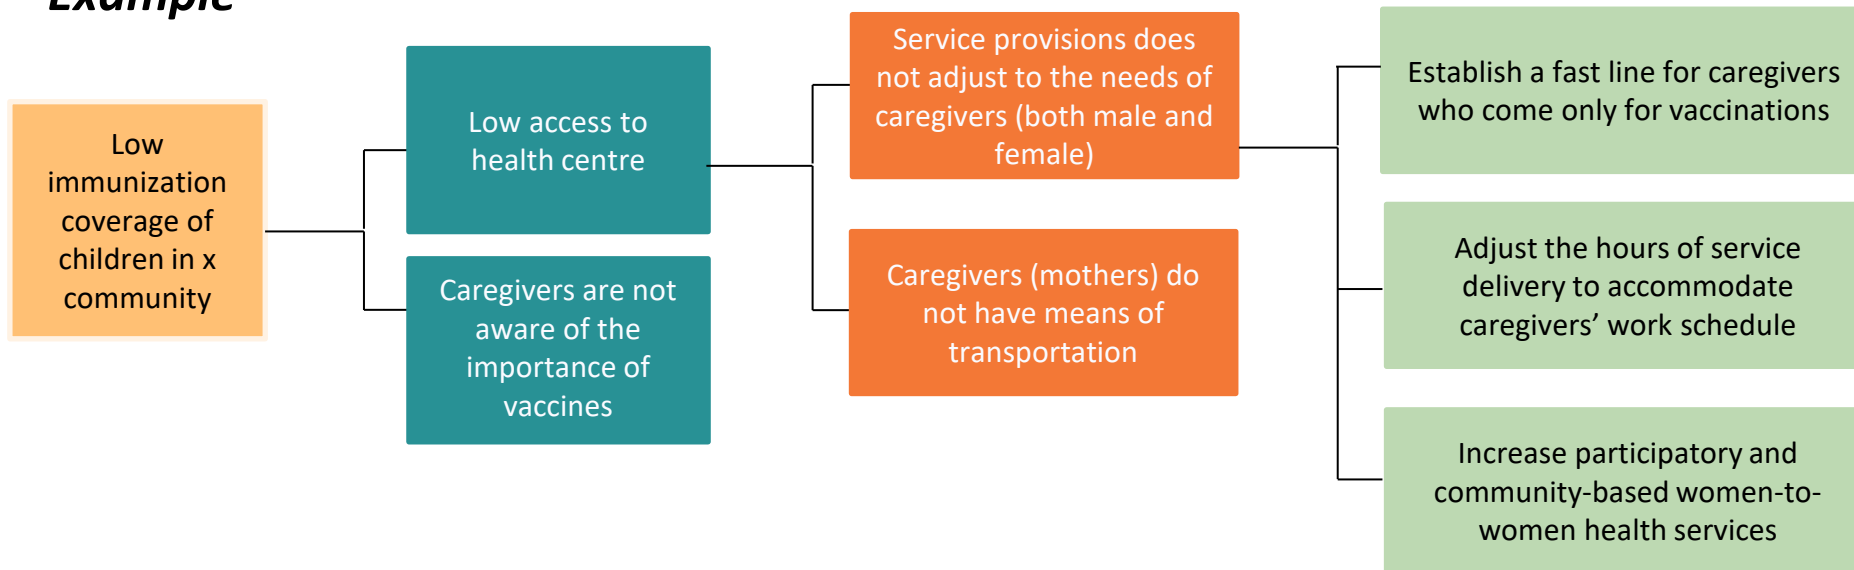 Example
Low
immunization
coverage of
children in x
community
Low access to
health centre
Caregivers are not
aware of the
importance of
vaccines
Service provisions does
not adjust to the needs of
caregivers (both male and
female)
Caregivers (mothers) do
not have means of
transportation
Establish a fast line for caregivers
who come only for vaccinations
Adjust the hours of service
delivery to accommodate
caregivers’ work schedule
Increase participatory and
community-based women-to-
women health services